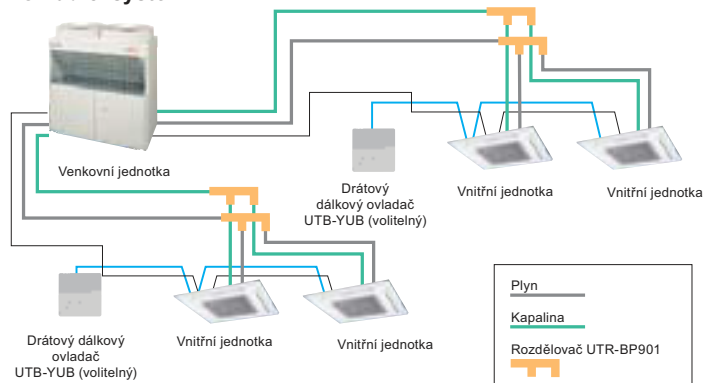 Venkovní jednotka
Drátový
dálkový ovladač
UTB-YUB (volitelný)
Vnitřní jednotka
Vnitřní jednotka
Drátový dálkový
ovladač
UTB-YUB (volitelný)
Vnitřní jednotka
Vnitřní jednotka
Plyn
Kapalina
Rozdělovač UTR-BP901